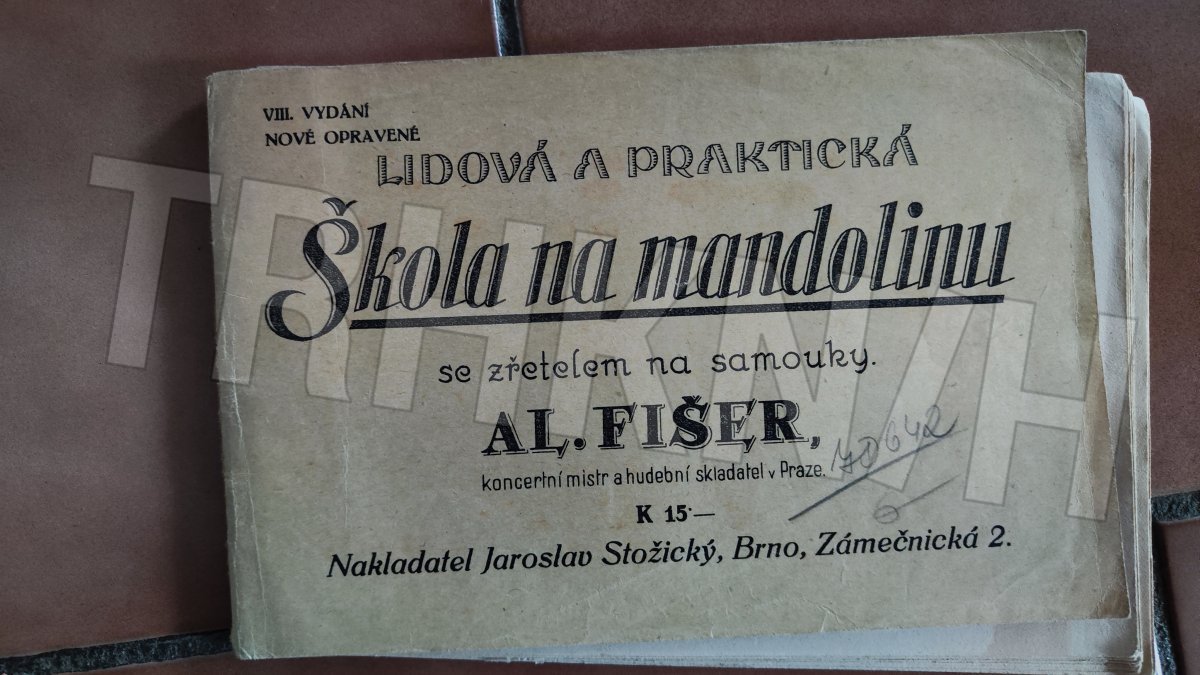 VIII. VYDÁNÍ
NOVÉ OPRAVENÉ
LIDOVÁ A PRAKTICKÁ
Škola na mandolinu
se zřetelem na samouky.
AL. FIŠER,
koncertní mistr a hudební skladatel v Praze.
K 15·—
Nakladatel Jaroslav Stožický, Brno, Zámečnická 2.
TRHKNIH